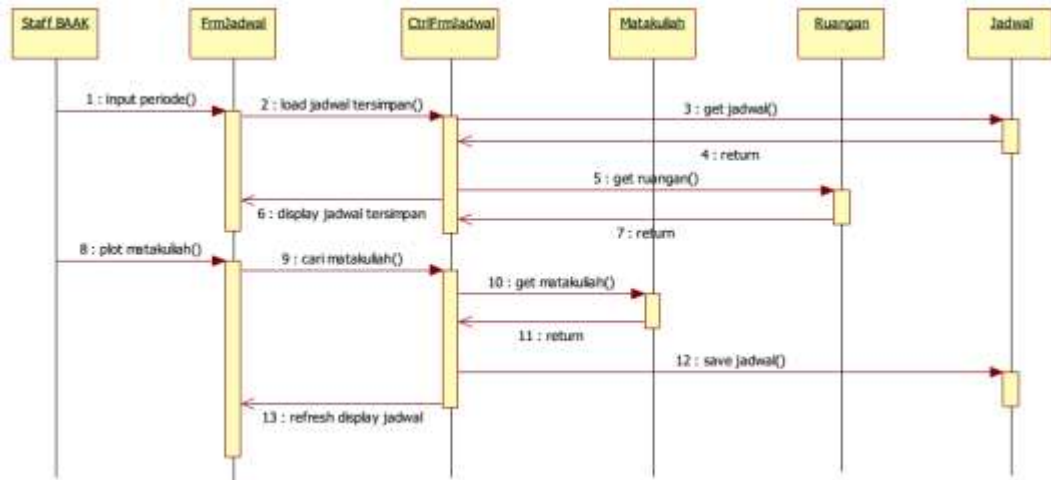 Staff BAAK
FrmJadwal
CtrlFrmJadwal
Matakuliah
Ruangan
Jadwal
1 : input periode()
2 : load jadwal tersimpan()
3 : get jadwal()
4 : return
5 : get ruangan()
6 : display jadwal tersimpan
7 : return
8 : plot matakuliah()
9 : cari matakuliah()
10 : get matakuliah()
11 : return
12 : save jadwal()
13 : refresh display jadwal